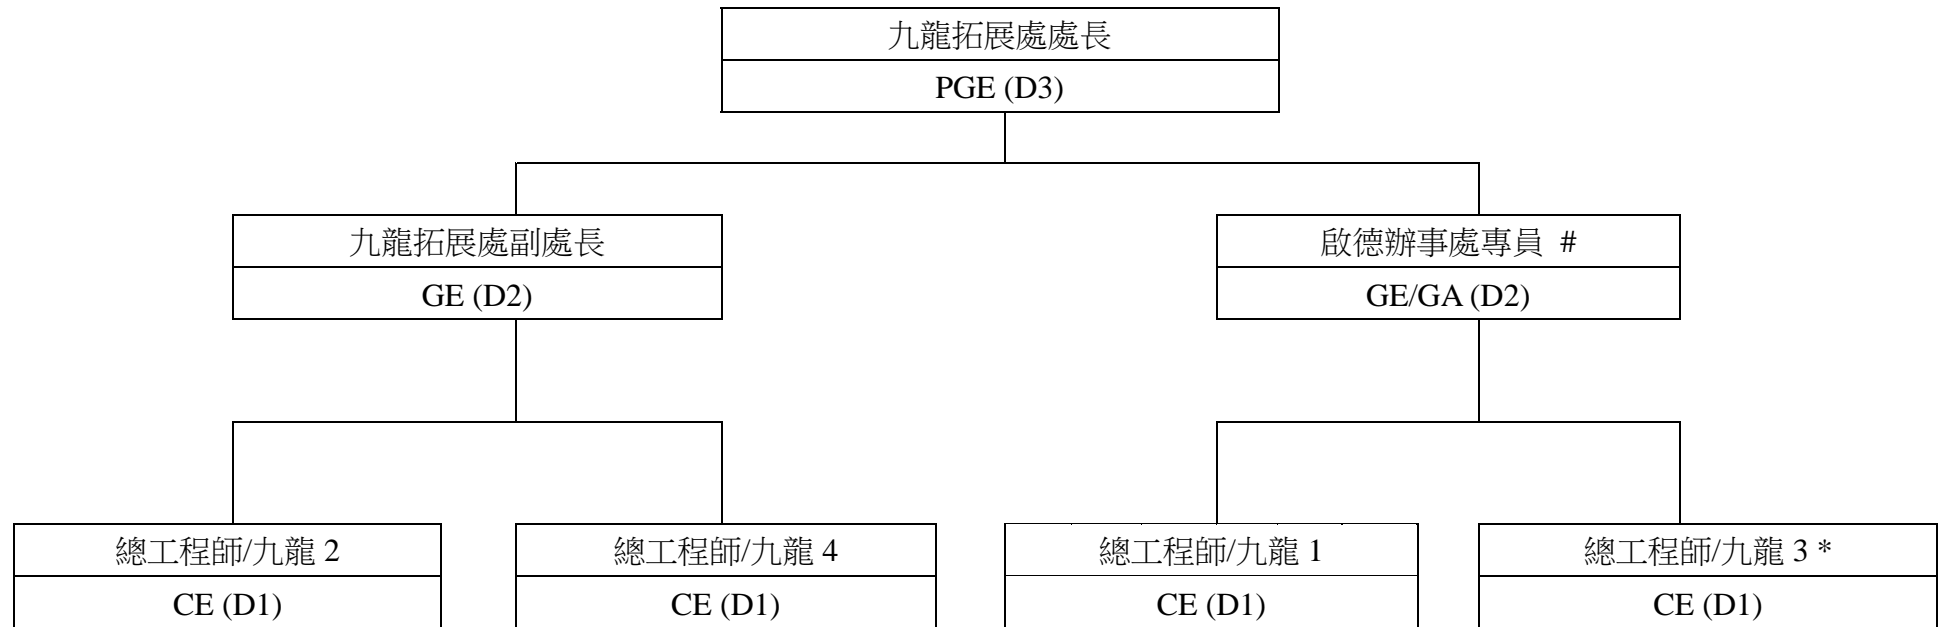 九龍拓展處處長
PGE (D3)
九龍拓展處副處長
GE (D2)
啟德辦事處專員 #
GE/GA (D2)
總工程師/九龍 2
CE (D1)
總工程師/九龍 4
CE (D1)
總工程師/九龍 1
CE (D1)
總工程師/九龍 3 *
CE (D1)